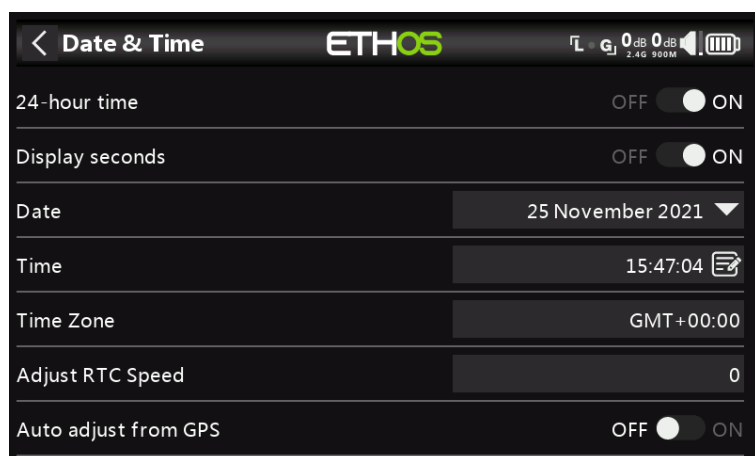 Date & Time ETHOS L G 0dB 0dB
2.4G 900M
24-hour time OFF ON
Display seconds OFF ON
Date 25 November 2021
Time 15:47:04
Time Zone GMT+00:00
Adjust RTC Speed 0
Auto adjust from GPS OFF ON